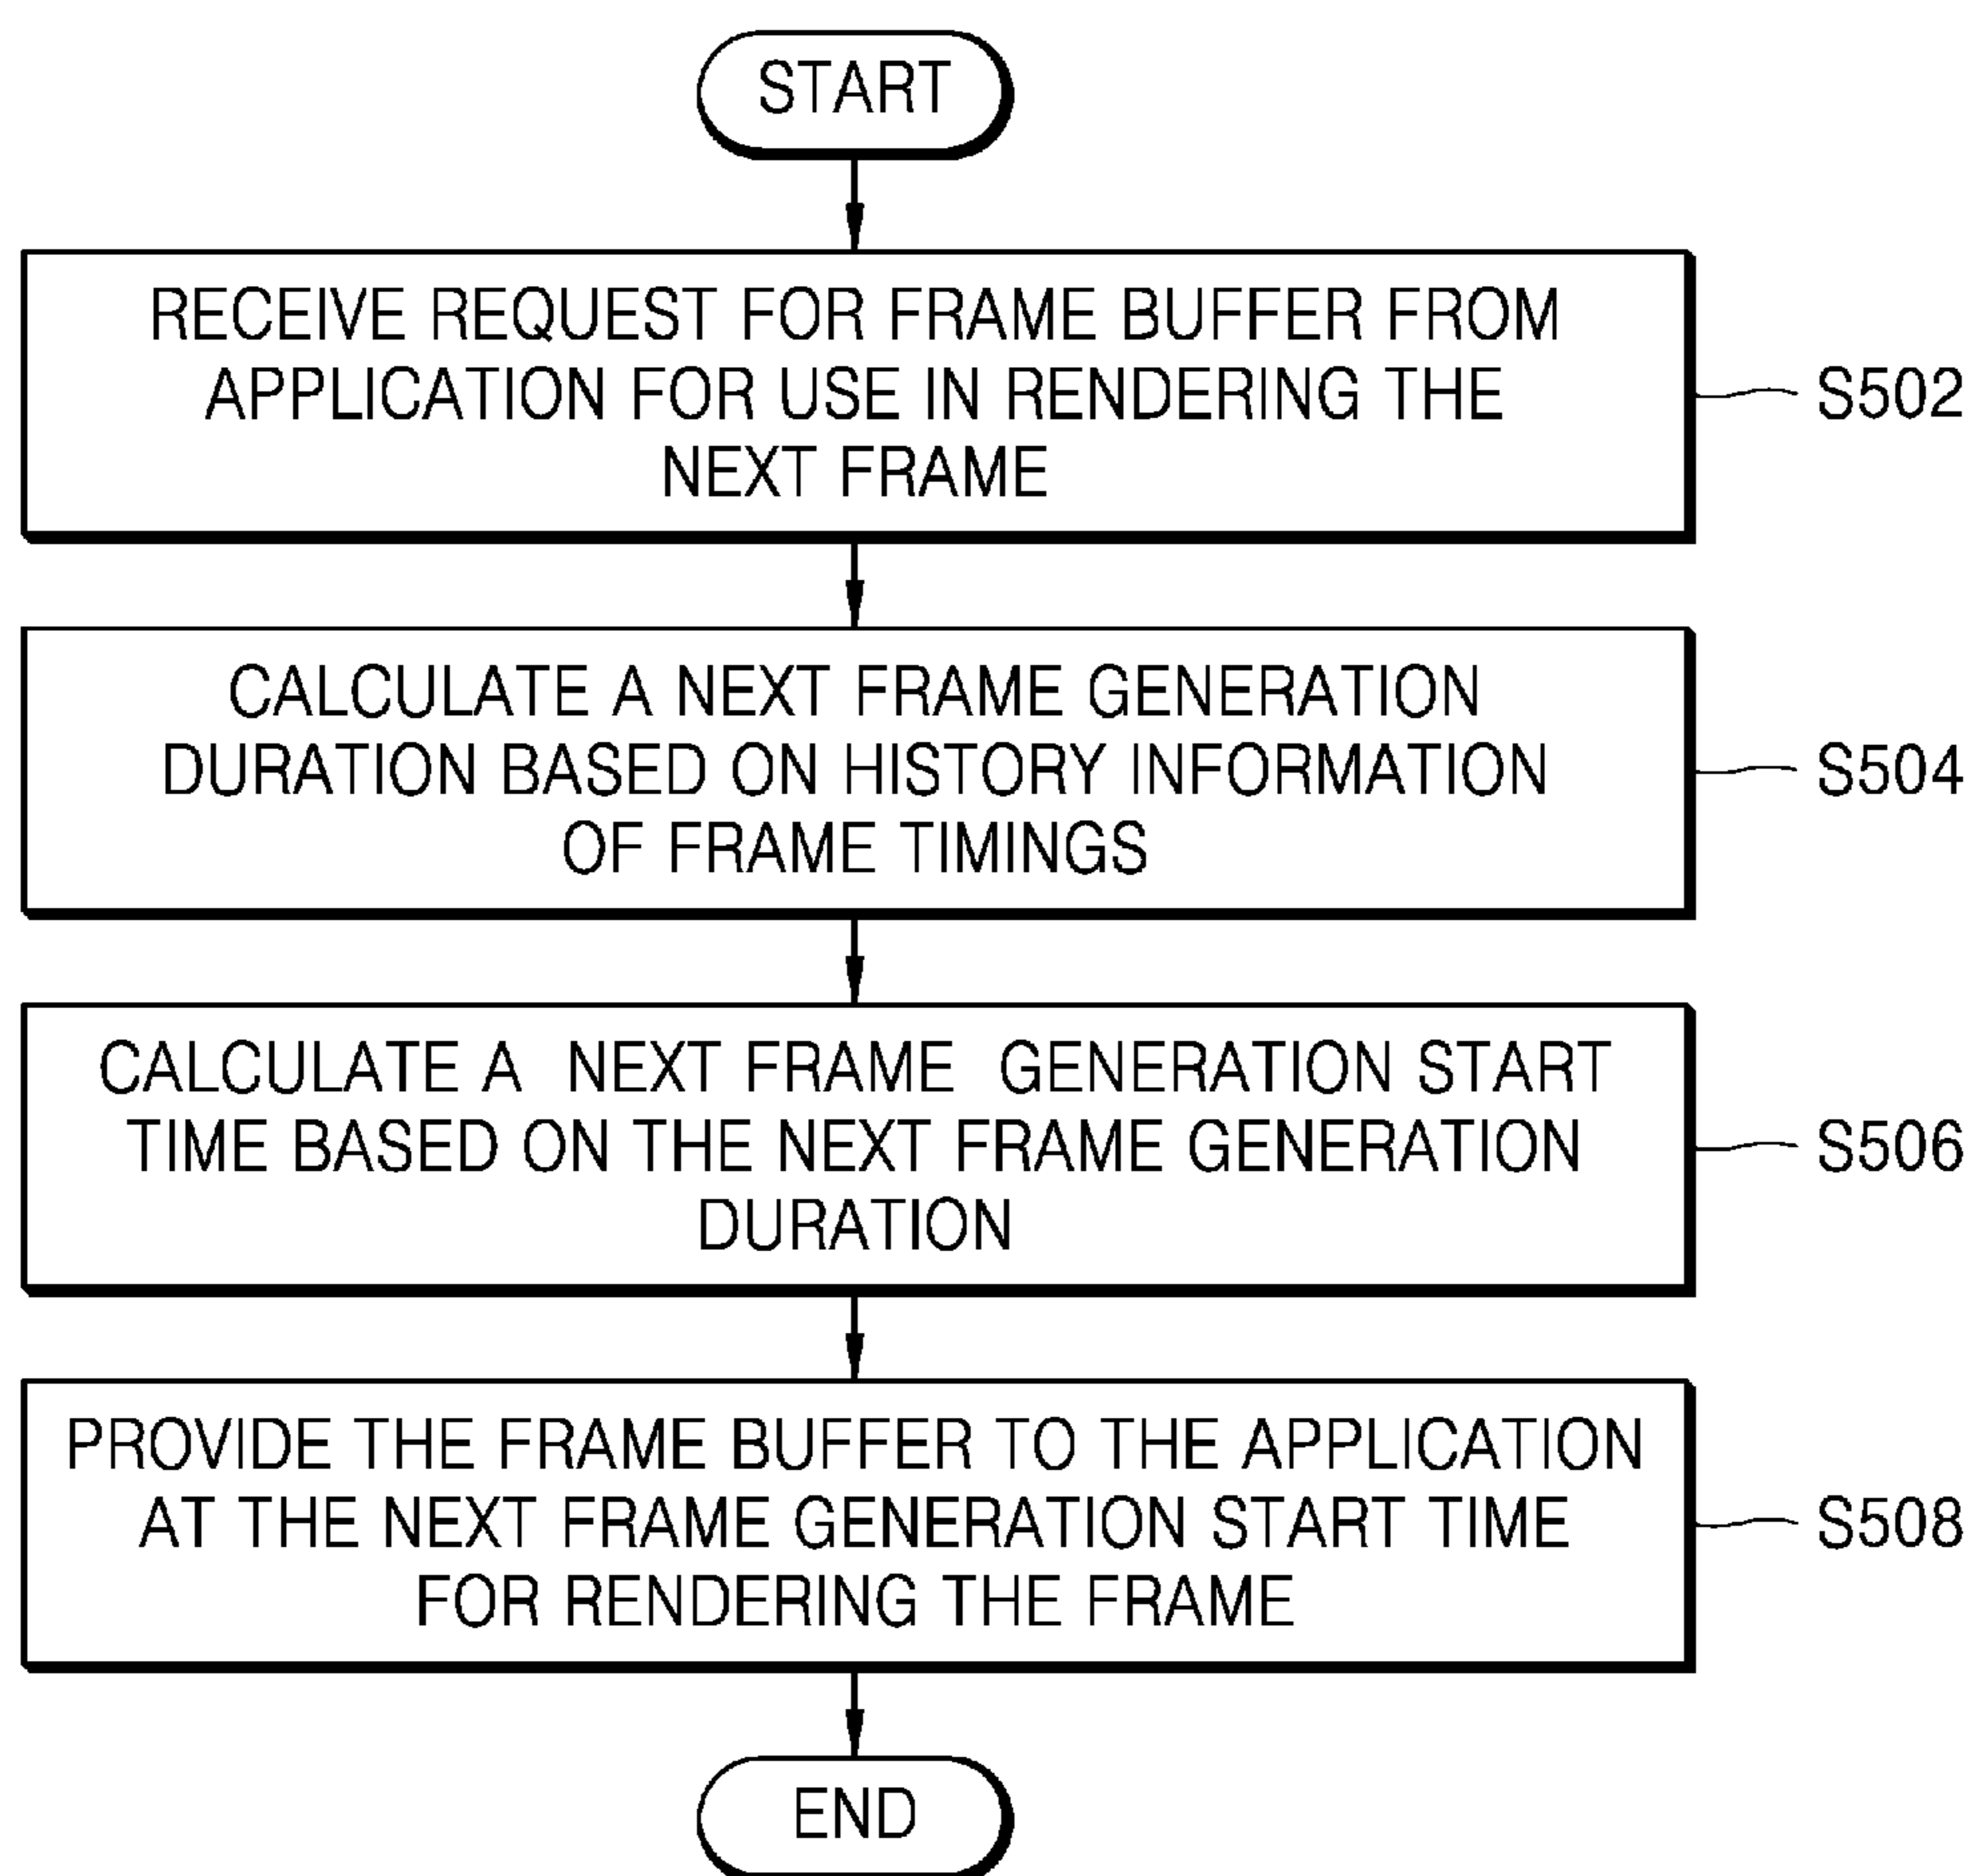 START
RECEIVE REQUEST FOR FRAME BUFFER FROM
APPLICATION FOR USE IN RENDERING THE
NEXT FRAME
S502
CALCULATE A NEXT FRAME GENERATION
DURATION BASED ON HISTORY INFORMATION
OF FRAME TIMINGS
S504
CALCULATE A NEXT FRAME GENERATION START
TIME BASED ON THE NEXT FRAME GENERATION
DURATION
S506
PROVIDE THE FRAME BUFFER TO THE APPLICATION
AT THE NEXT FRAME GENERATION START TIME
FOR RENDERING THE FRAME
S508
END